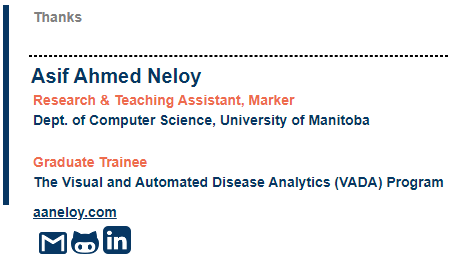 Thanks
Asif Ahmed Neloy
Research & Teaching Assistant, Marker
Dept. of Computer Science, University of Manitoba
Graduate Trainee
The Visual and Automated Disease Analytics (VADA) Program
aaneloy.com
in